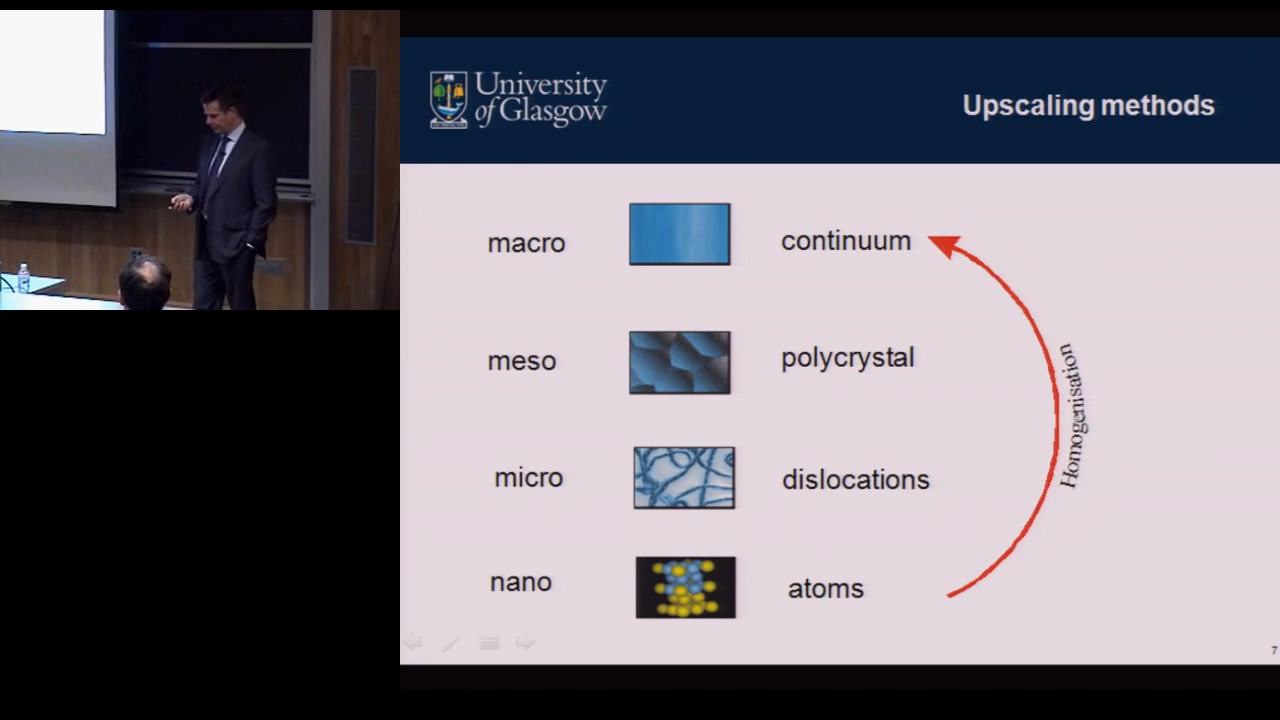 University
of Glasgow
Upscaling methods
macro
continuum
meso
polycrystal
micro
dislocations
nano
atoms
Homogenisation
7